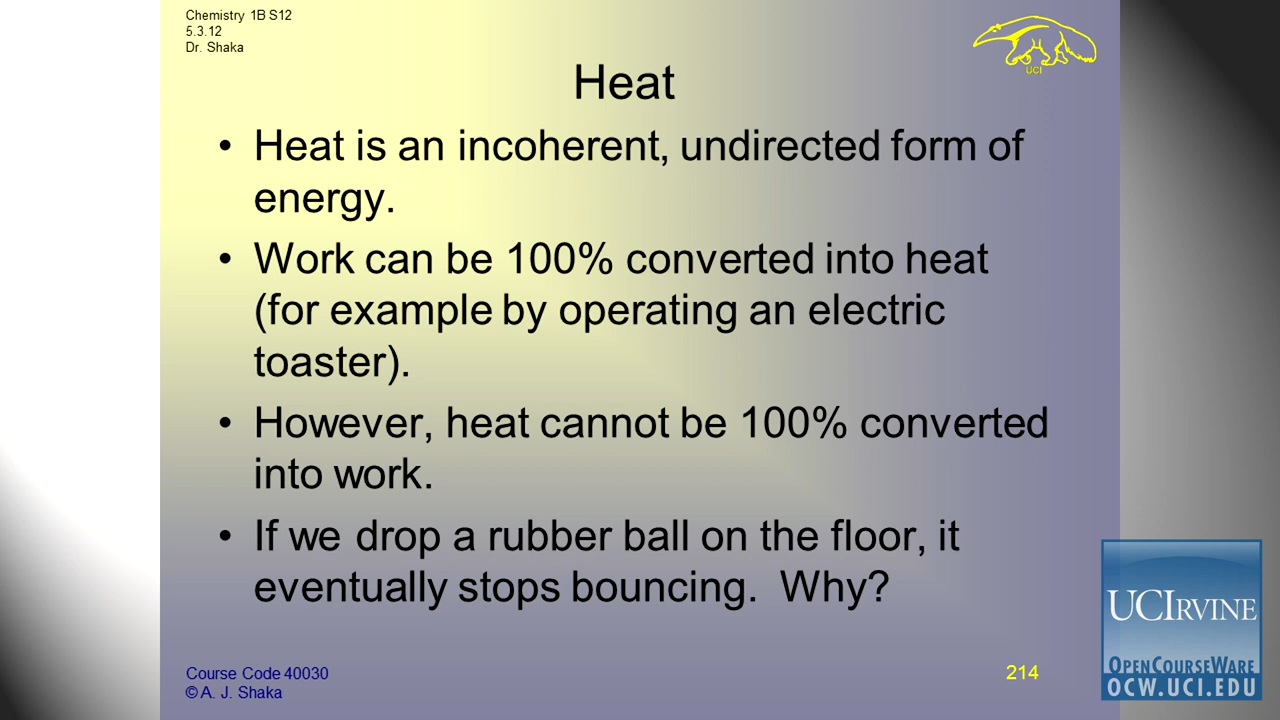 Chemistry 1B S12
5.3.12
Dr. Shaka
UCI
Heat
• Heat is an incoherent, undirected form of
energy.
• Work can be 100% converted into heat
(for example by operating an electric
toaster).
• However, heat cannot be 100% converted
into work.
• If we drop a rubber ball on the floor, it
eventually stops bouncing.  Why?
Course Code 40030
© A. J. Shaka
214
UCIRVINE
OPENCOURSEWARE
OCW.UCI.EDU